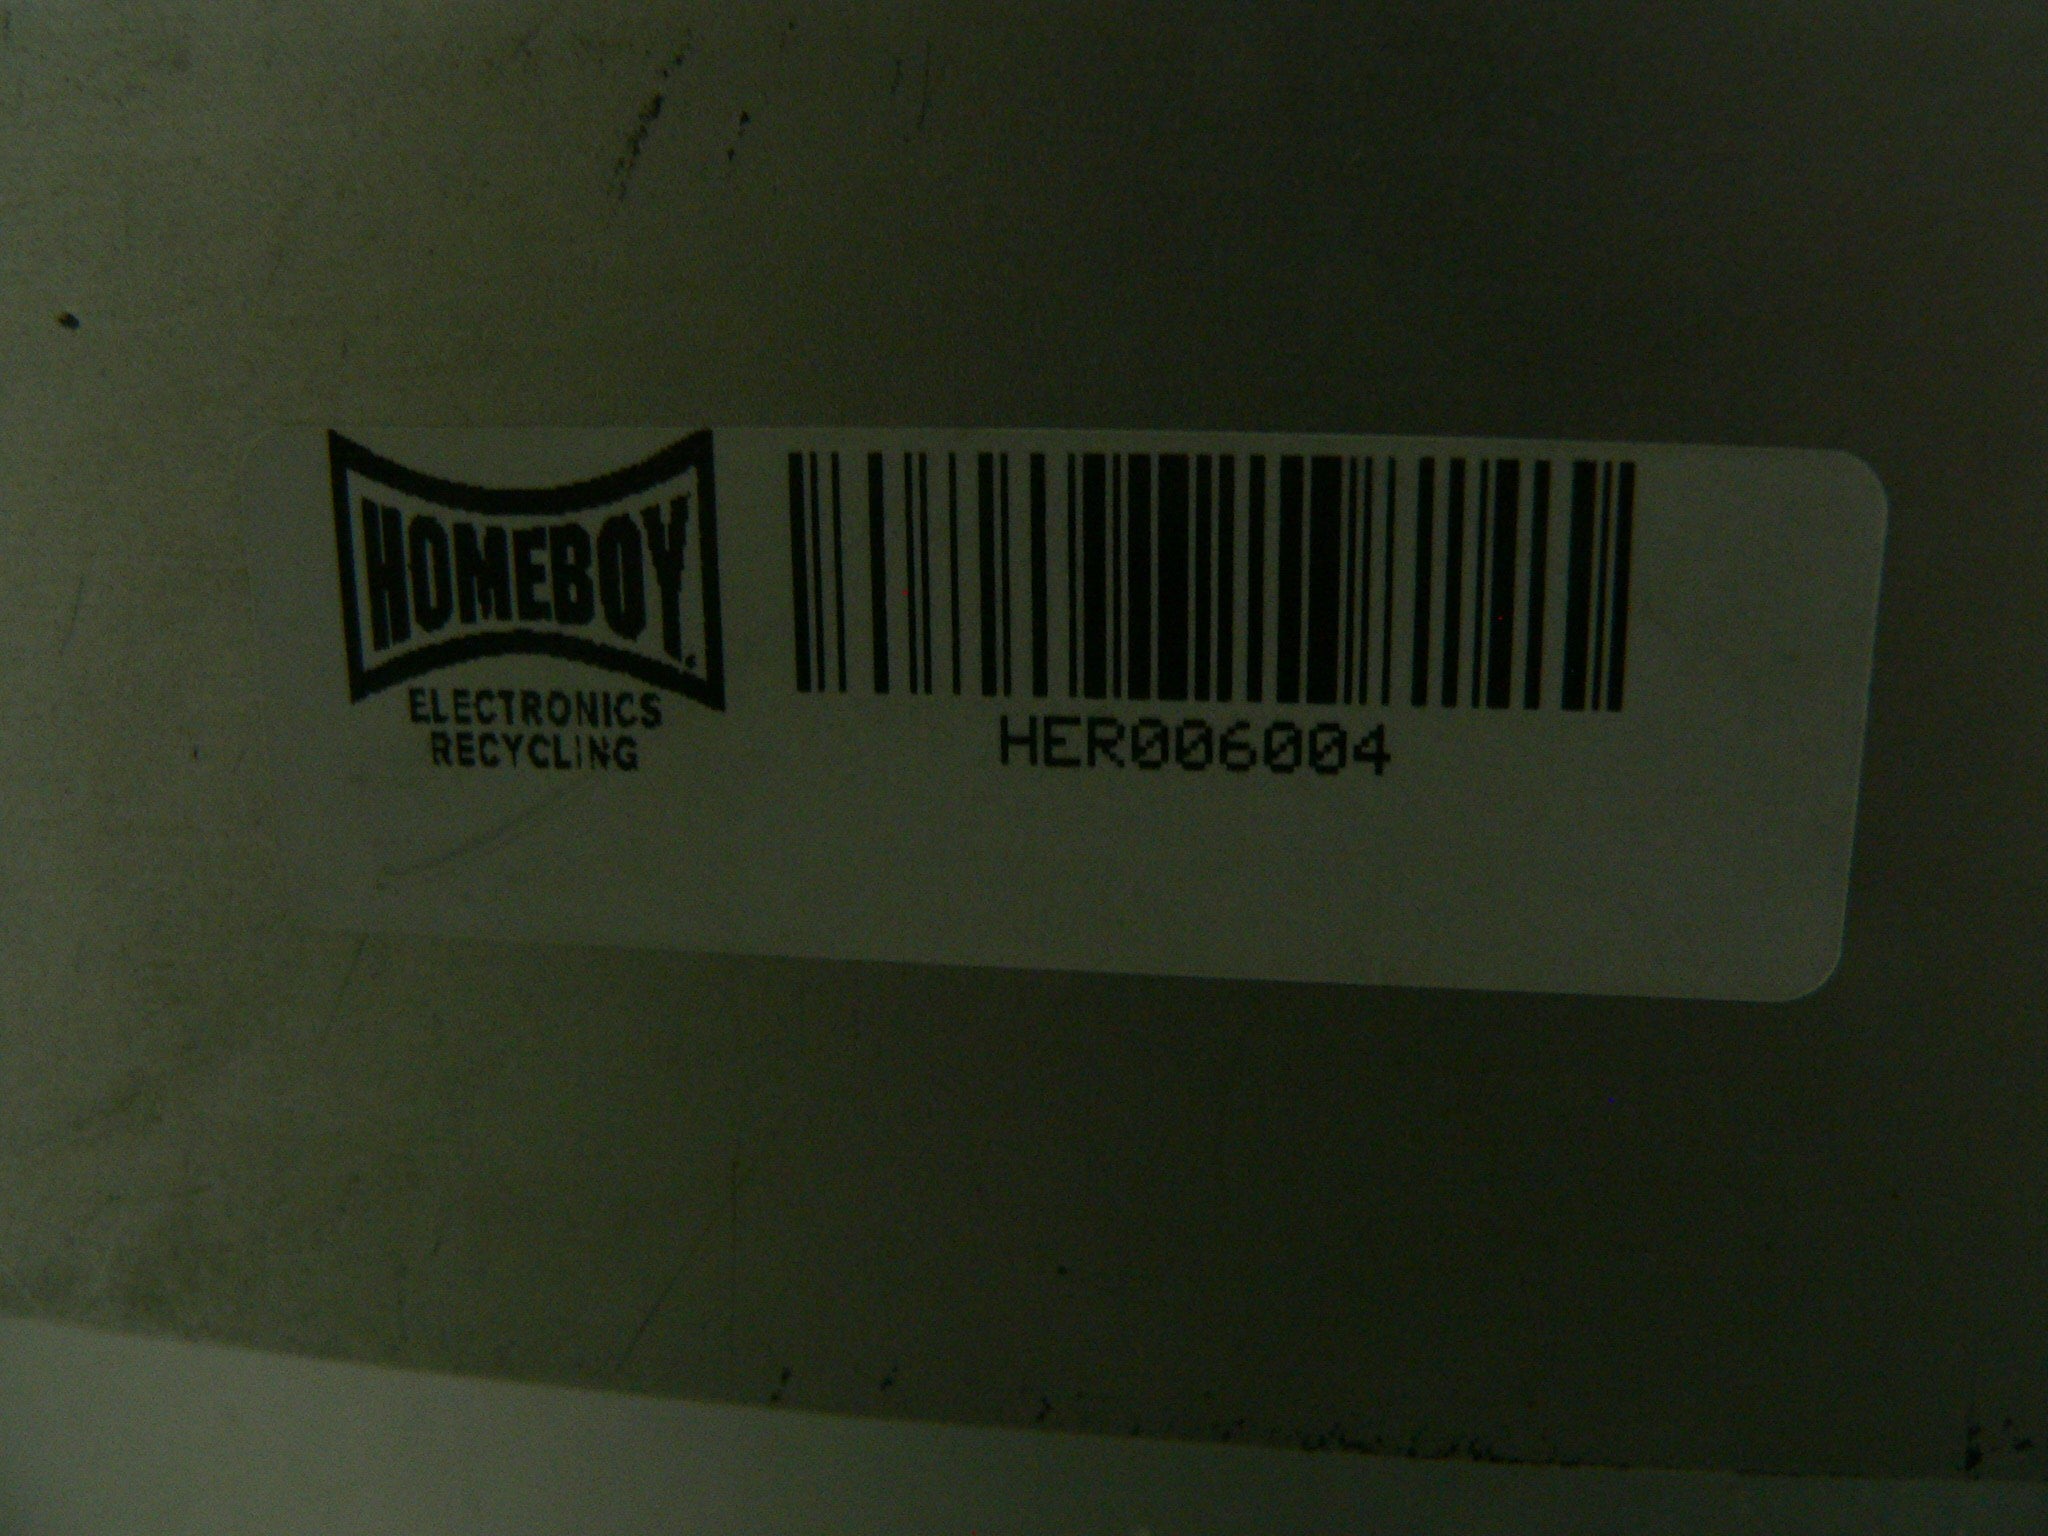 HOMEBOY
ELECTRONICS
RECYCLING
HER006004